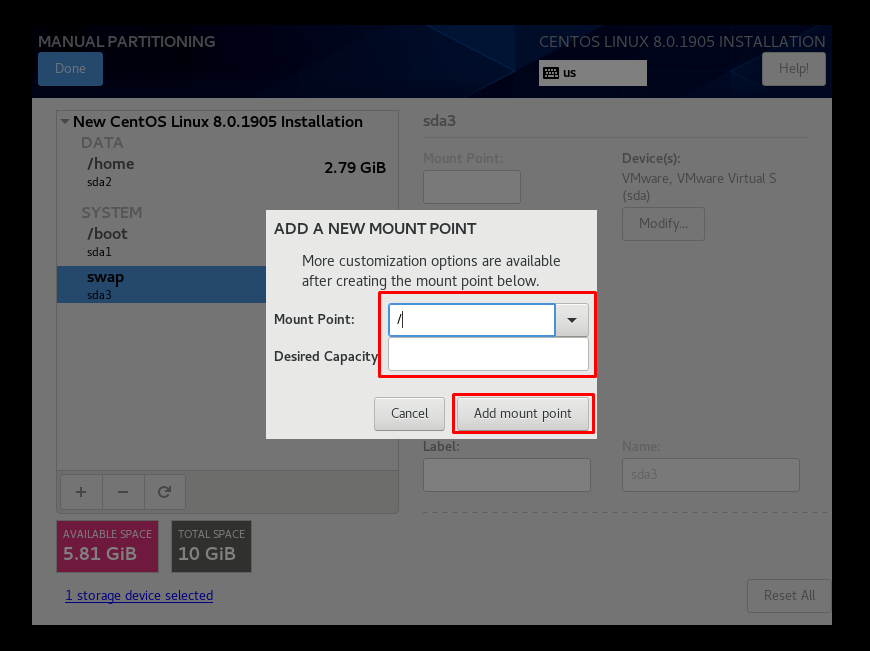 MANUAL PARTITIONING
CENTOS LINUX 8.0.1905 INSTALLATION
Done
us
Help!
New CentOS Linux 8.0.1905 Installation
DATA
/home
2.79 GiB
sda2
SYSTEM
/boot
sda1
swap
sda3
sda3
Mount Point:
Device(s):
VMware, VMware Virtual S
(sda)
Modify...
ADD A NEW MOUNT POINT
More customization options are available
after creating the mount point below.
Mount Point:
/
Desired Capacity
Cancel
Add mount point
Label:
Name:
sda3
+
−
AVAILABLE SPACE
5.81 GiB
TOTAL SPACE
10 GiB
1 storage device selected
Reset All